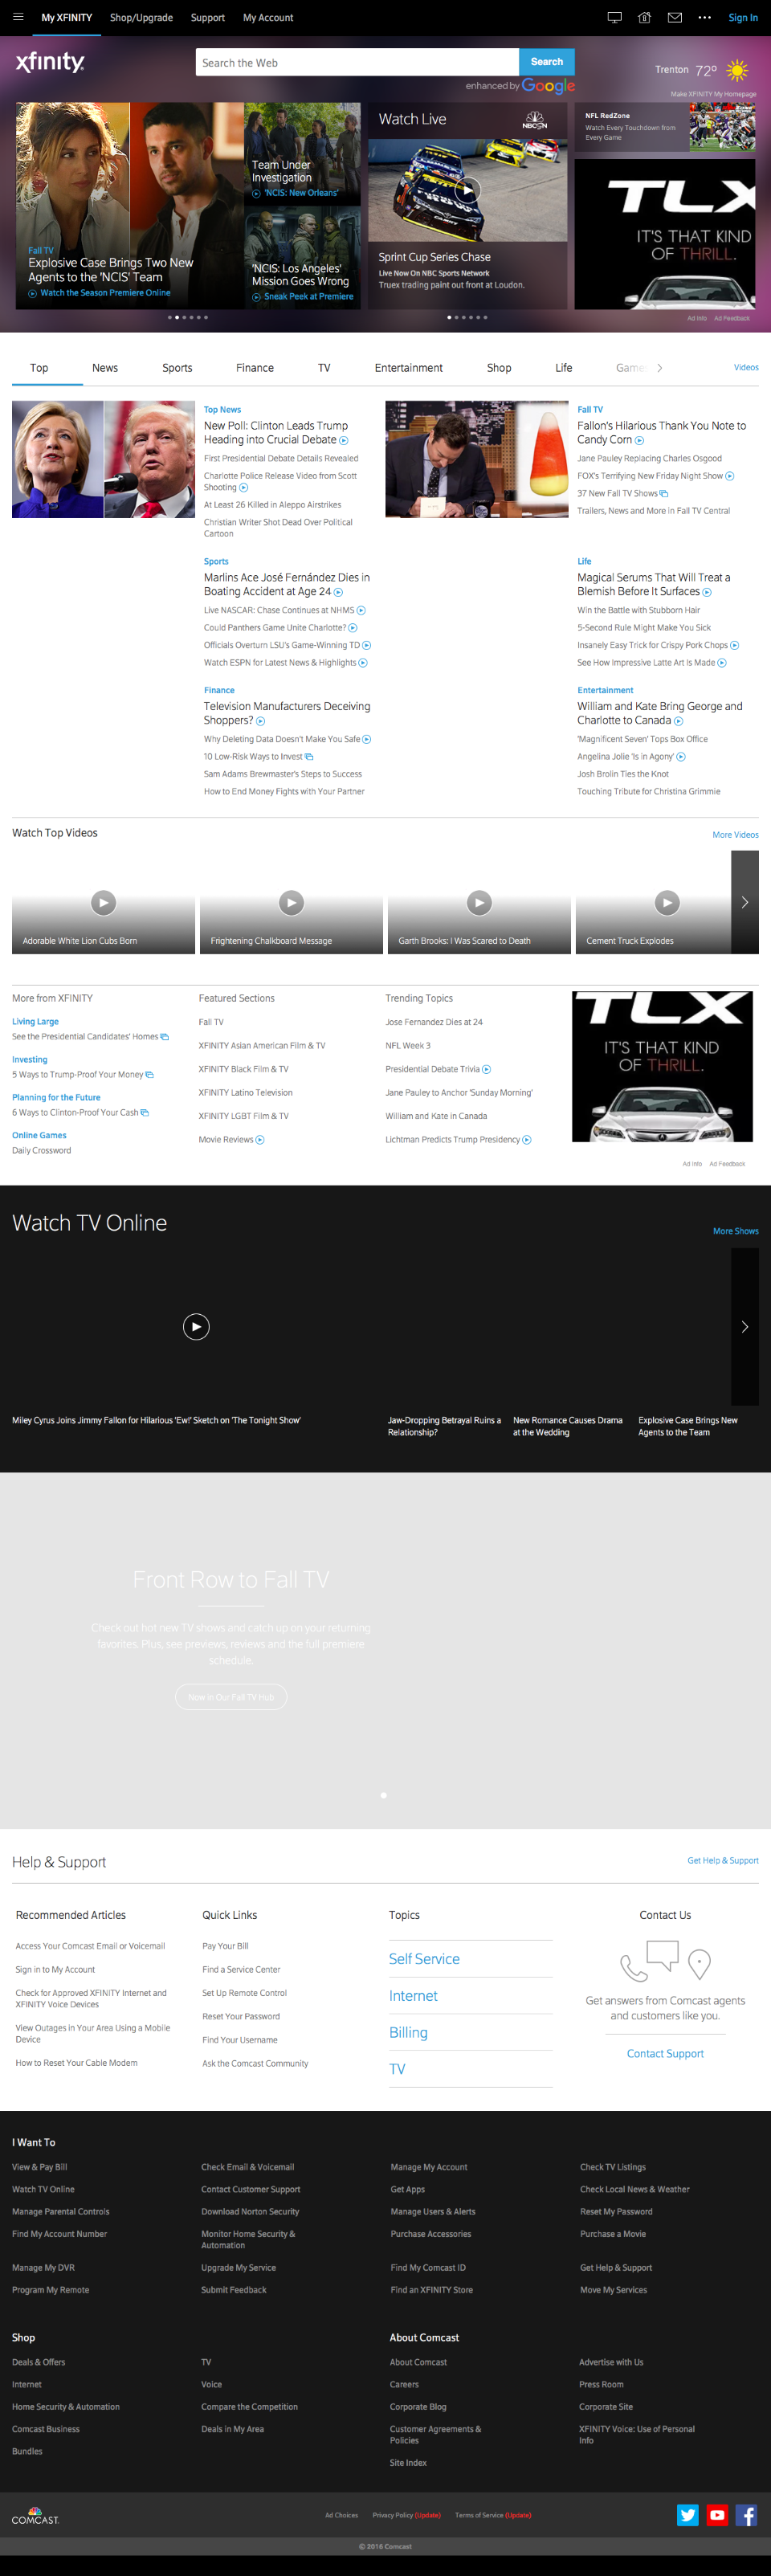 My XFINITY Shop/Upgrade Support My Account Sign In
xfinity
Search the Web
Search
enhanced by Google
Trenton 72°
Make XFINITY My Homepage
Fall TV
Explosive Case Brings Two New
Agents to the 'NCIS' Team
Watch the Season Premiere Online
Team Under
Investigation
'NCIS: New Orleans'
'NCIS: Los Angeles'
Mission Goes Wrong
Sneak Peek at Premiere
Watch Live
NBCSN
Sprint Cup Series Chase
Live Now On NBC Sports Network
Truex trading paint out front at Loudon.
NFL RedZone
Watch Every Touchdown from
Every Game
TLX
IT'S THAT KIND
OF THRILL.
Ad Info Ad Feedback
Top News Sports Finance TV Entertainment Shop Life Game
Videos
Top News
New Poll: Clinton Leads Trump
Heading into Crucial Debate
First Presidential Debate Details Revealed
Charlotte Police Release Video from Scott
Shooting
At Least 26 Killed in Aleppo Airstrikes
Christian Writer Shot Dead Over Political
Cartoon
Fall TV
Fallon's Hilarious Thank You Note to
Candy Corn
Jane Pauley Replacing Charles Osgood
FOX's Terrifying New Friday Night Show
37 New Fall TV Shows
Trailers, News and More in Fall TV Central
Sports
Marlins Ace José Fernández Dies in
Boating Accident at Age 24
Live NASCAR: Chase Continues at NHMS
Could Panthers Game Unite Charlotte?
Officials Overturn LSU's Game-Winning TD
Watch ESPN for Latest News & Highlights
Life
Magical Serums That Will Treat a
Blemish Before It Surfaces
Win the Battle with Stubborn Hair
5-Second Rule Might Make You Sick
Insanely Easy Trick for Crispy Pork Chops
See How Impressive Latte Art Is Made
Finance
Television Manufacturers Deceiving
Shoppers?
Why Deleting Data Doesn't Make You Safe
10 Low-Risk Ways to Invest
Sam Adams Brewmaster's Steps to Success
How to End Money Fights with Your Partner
Entertainment
William and Kate Bring George and
Charlotte to Canada
'Magnificent Seven' Tops Box Office
Angelina Jolie 'Is in Agony'
Josh Brolin Ties the Knot
Touching Tribute for Christina Grimmie
Watch Top Videos
More Videos
Adorable White Lion Cubs Born
Frightening Chalkboard Message
Garth Brooks: I Was Scared to Death
Cement Truck Explodes
More from XFINITY
Living Large
See the Presidential Candidates' Homes
Investing
5 Ways to Trump-Proof Your Money
Planning for the Future
6 Ways to Clinton-Proof Your Cash
Online Games
Daily Crossword
Featured Sections
Fall TV
XFINITY Asian American Film & TV
XFINITY Black Film & TV
XFINITY Latino Television
XFINITY LGBT Film & TV
Movie Reviews
Trending Topics
Jose Fernandez Dies at 24
NFL Week 3
Presidential Debate Trivia
Jane Pauley to Anchor 'Sunday Morning'
William and Kate in Canada
Lichtman Predicts Trump Presidency
TLX
IT'S THAT KIND
OF THRILL.
Ad Info Ad Feedback
Watch TV Online
More Shows
Miley Cyrus Joins Jimmy Fallon for Hilarious 'Ew!' Sketch on 'The Tonight Show'
Jaw-Dropping Betrayal Ruins a
Relationship?
New Romance Causes Drama
at the Wedding
Explosive Case Brings New
Agents to the Team
Front Row to Fall TV
Check out hot new TV shows and catch up on your returning
favorites. Plus, see previews, reviews and the full premiere
schedule.
Now in Our Fall TV Hub
Help & Support
Get Help & Support
Recommended Articles
Access Your Comcast Email or Voicemail
Sign in to My Account
Check for Approved XFINITY Internet and
XFINITY Voice Devices
View Outages in Your Area Using a Mobile
Device
How to Reset Your Cable Modem
Quick Links
Pay Your Bill
Find a Service Center
Set Up Remote Control
Reset Your Password
Find Your Username
Ask the Comcast Community
Topics
Self Service
Internet
Billing
TV
Contact Us
Get answers from Comcast agents
and customers like you.
Contact Support
I Want To
View & Pay Bill Check Email & Voicemail Manage My Account Check TV Listings
Watch TV Online Contact Customer Support Get Apps Check Local News & Weather
Manage Parental Controls Download Norton Security Manage Users & Alerts Reset My Password
Find My Account Number Monitor Home Security & Purchase Accessories Purchase a Movie
Automation
Manage My DVR Upgrade My Service Find My Comcast ID Get Help & Support
Program My Remote Submit Feedback Find an XFINITY Store Move My Services
Shop
Deals & Offers TV
Internet Voice
Home Security & Automation Compare the Competition
Comcast Business Deals in My Area
Bundles
About Comcast
About Comcast Advertise with Us
Careers Press Room
Corporate Blog Corporate Site
Customer Agreements & XFINITY Voice: Use of Personal
Policies Info
Site Index
COMCAST
Ad Choices Privacy Policy (Update) Terms of Service (Update)
© 2016 Comcast